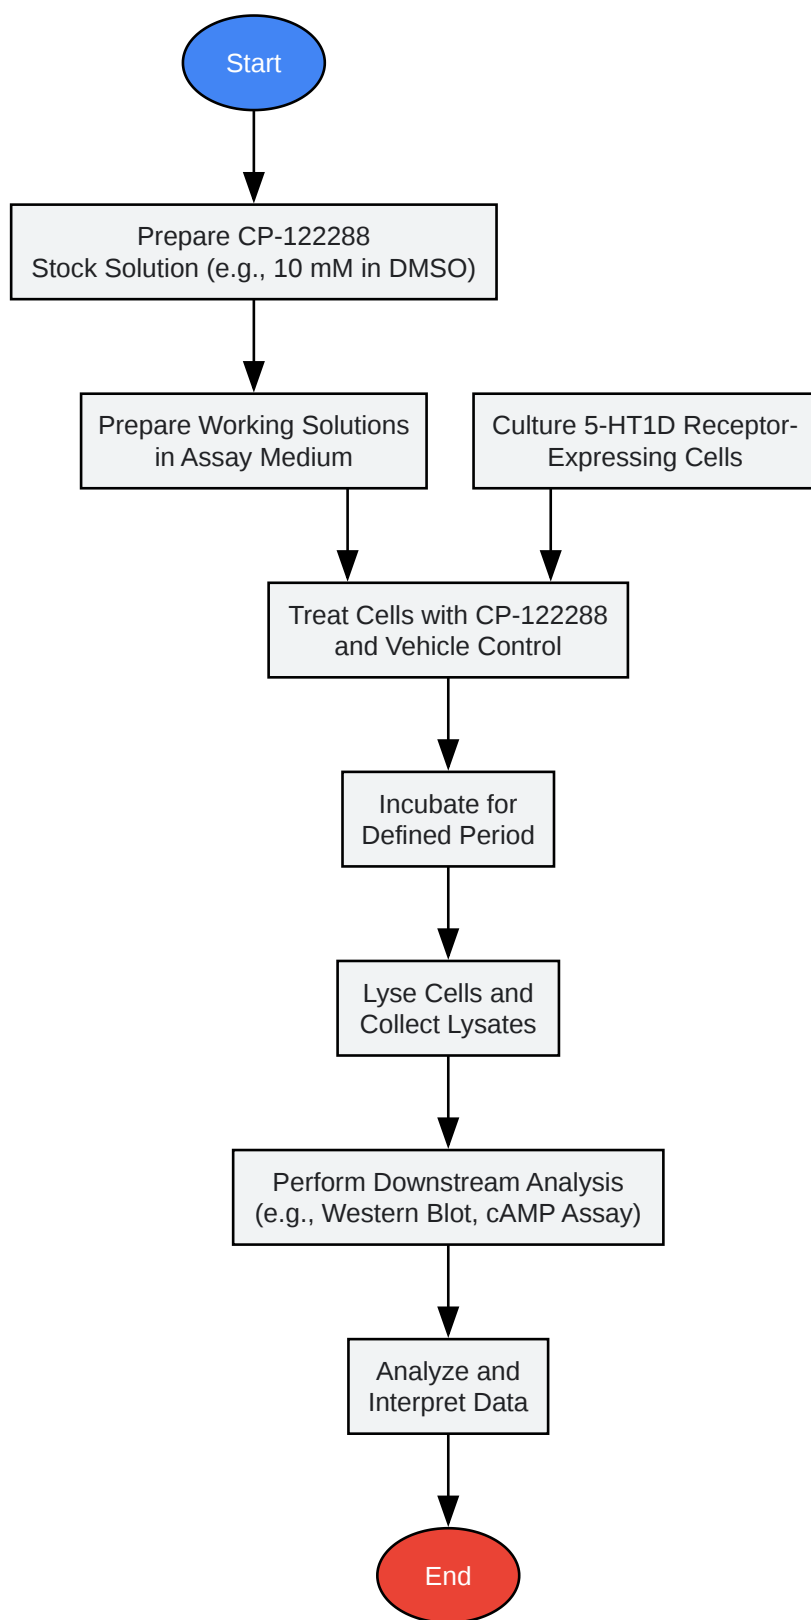 Start
Prepare CP-122288
Stock Solution (e.g., 10 mM in DMSO)
Prepare Working Solutions
in Assay Medium
Culture 5-HT1D Receptor-
Expressing Cells
Treat Cells with CP-122288
and Vehicle Control
Incubate for
Defined Period
Lyse Cells and
Collect Lysates
Perform Downstream Analysis
(e.g., Western Blot, cAMP Assay)
Analyze and
Interpret Data
End